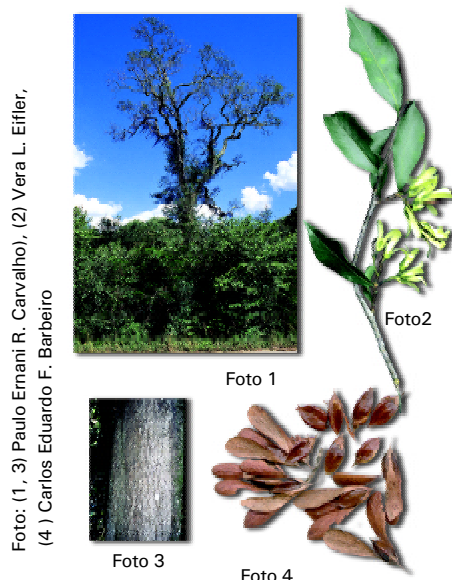 Foto: (1, 3) Paulo Ernani R. Carvalho), (2) Vera L. Eifler,
(4 ) Carlos Eduardo F. Barbeiro
Foto 1
Foto2
Foto 3
Foto 4